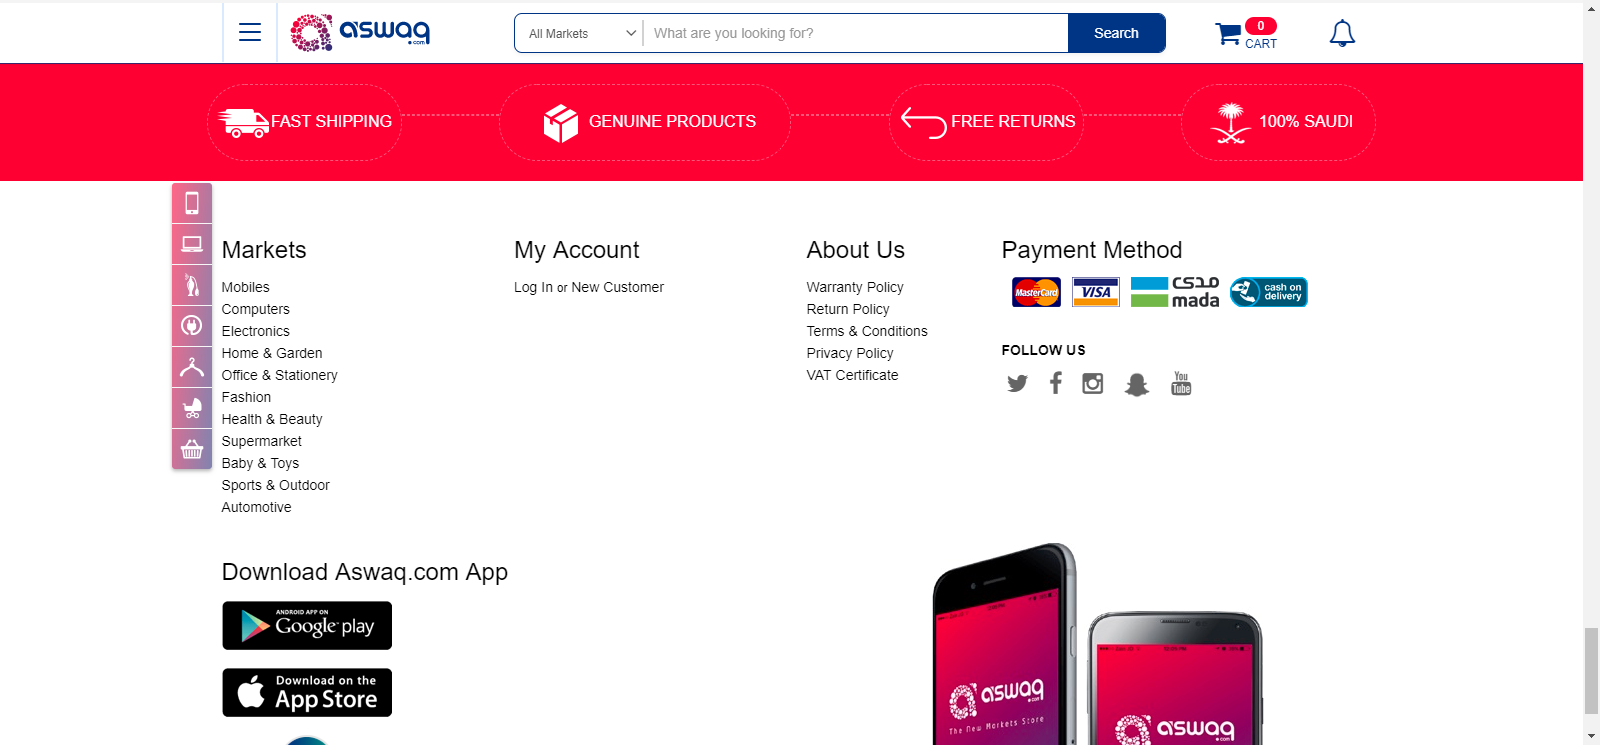 aswaq
.com
All Markets
What are you looking for?
Search
0
CART
FAST SHIPPING
GENUINE PRODUCTS
FREE RETURNS
100% SAUDI
Markets
Mobiles
Computers
Electronics
Home & Garden
Office & Stationery
Fashion
Health & Beauty
Supermarket
Baby & Toys
Sports & Outdoor
Automotive
My Account
Log In or New Customer
About Us
Warranty Policy
Return Policy
Terms & Conditions
Privacy Policy
VAT Certificate
Payment Method
MasterCard
VISA
مدى
mada
cash on
delivery
FOLLOW US
You
Tube
Download Aswaq.com App
ANDROID APP ON
Google play
Download on the
App Store
aswaq
.com
The New Markets Store
aswaq
.com